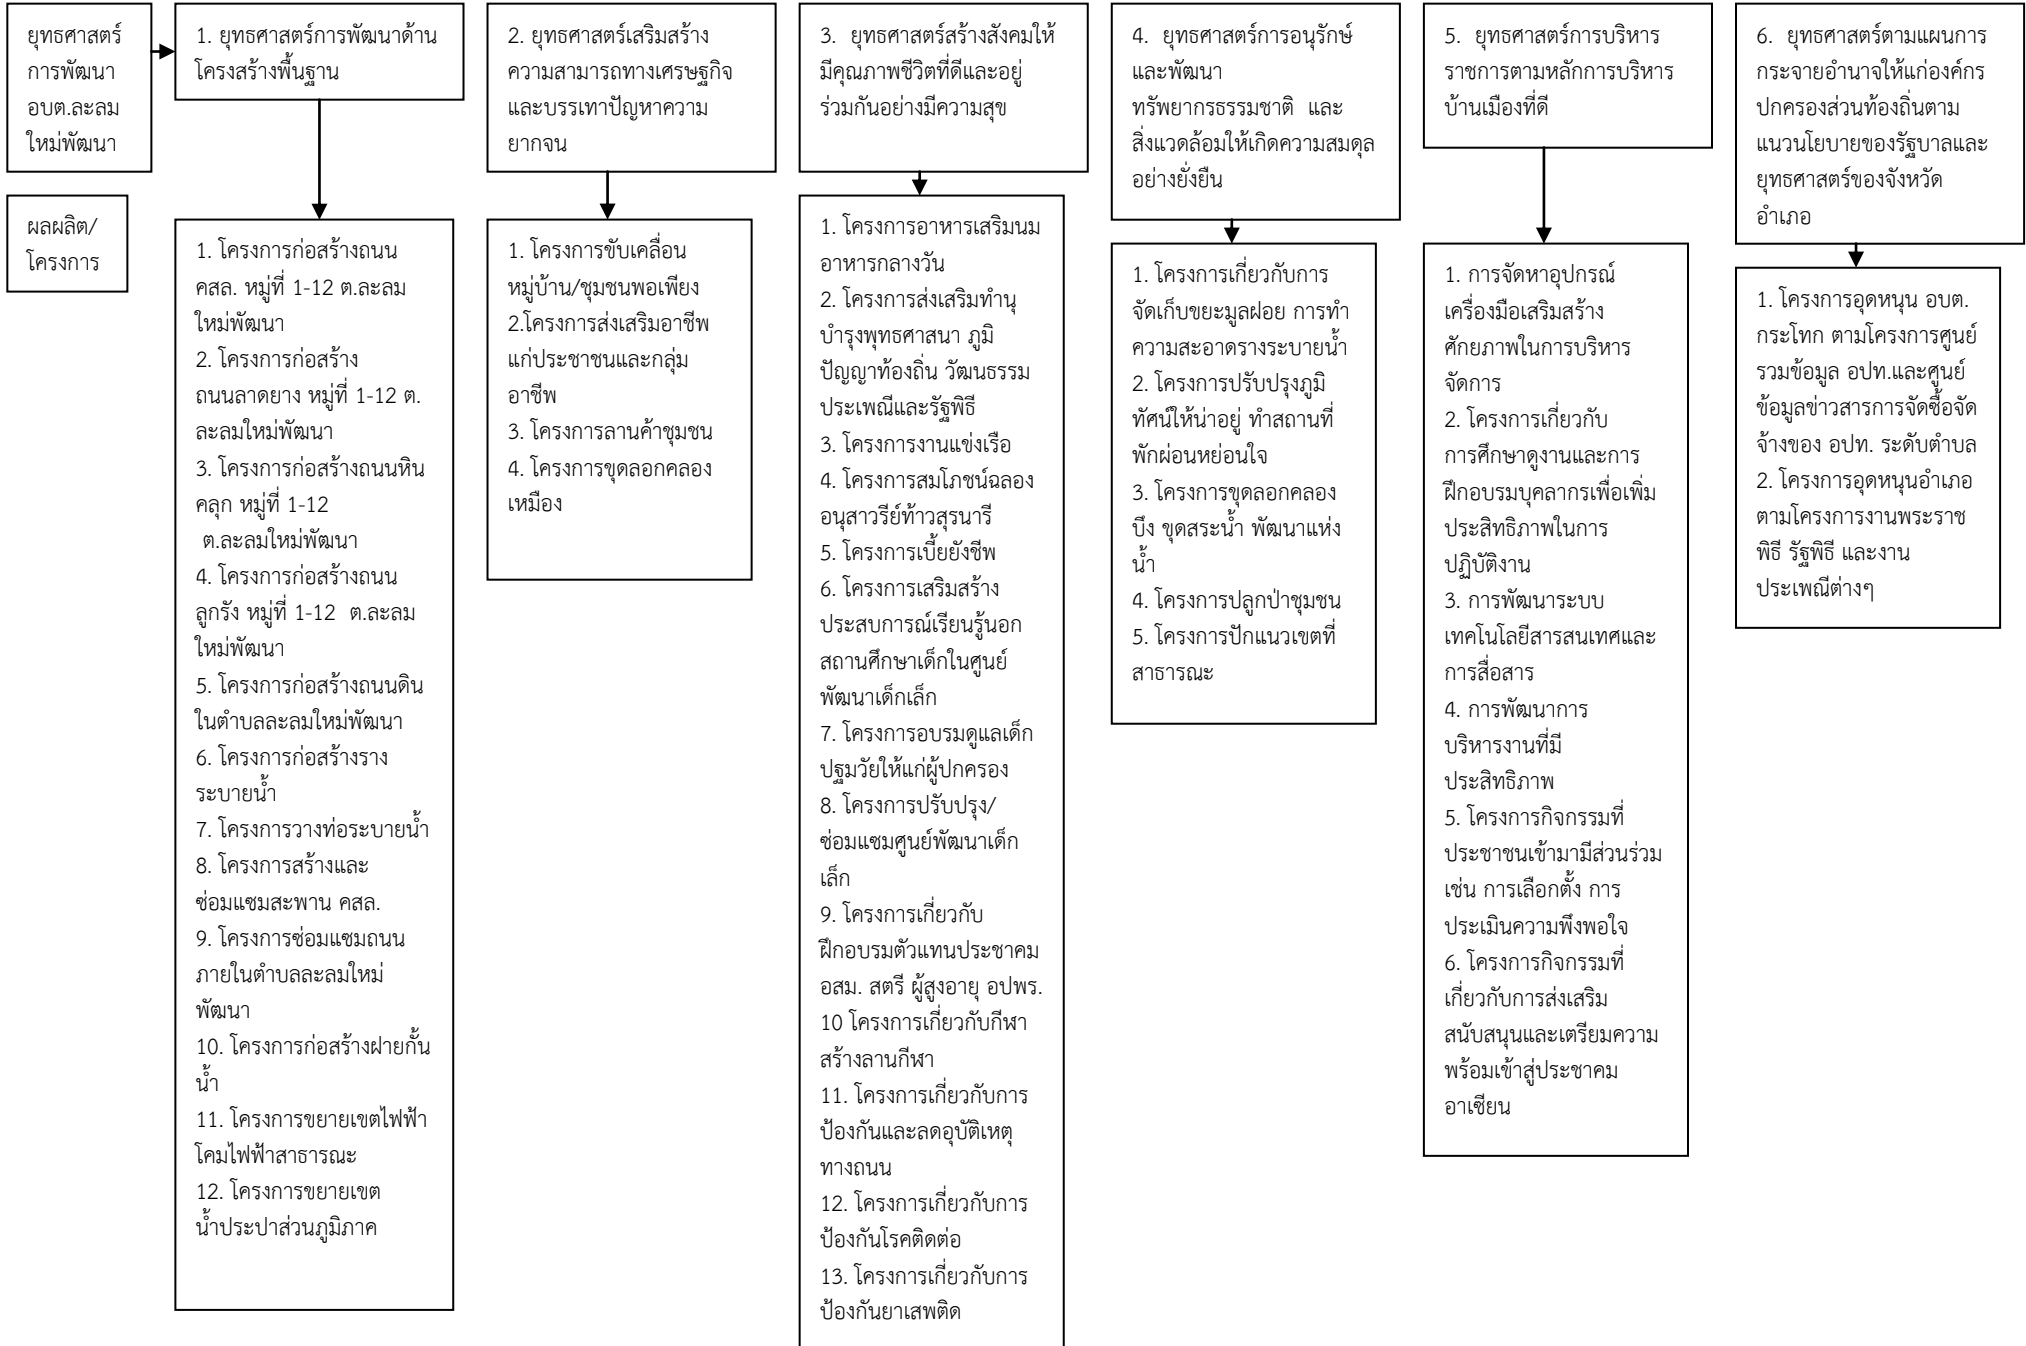 ยุทธศาสตร์
การพัฒนา
อบต.ละลม
ใหม่พัฒนา
1. ยุทธศาสตร์การพัฒนาด้าน
โครงสร้างพื้นฐาน
2. ยุทธศาสตร์เสริมสร้าง
ความสามารถทางเศรษฐกิจ
และบรรเทาปัญหาความ
ยากจน
3. ยุทธศาสตร์สร้างสังคมให้
มีคุณภาพชีวิตที่ดีและอยู่
ร่วมกันอย่างมีความสุข
4. ยุทธศาสตร์การอนุรักษ์
และพัฒนา
ทรัพยากรธรรมชาติ และ
สิ่งแวดล้อมให้เกิดความสมดุล
อย่างยั่งยืน
5. ยุทธศาสตร์การบริหาร
ราชการตามหลักการบริหาร
บ้านเมืองที่ดี
6. ยุทธศาสตร์ตามแผนการ
กระจายอำนาจให้แก่องค์กร
ปกครองส่วนท้องถิ่นตาม
แนวนโยบายของรัฐบาลและ
ยุทธศาสตร์ของจังหวัด
อำเภอ
ผลผลิต/
โครงการ
1. โครงการก่อสร้างถนน
คสล. หมู่ที่ 1-12 ต.ละลม
ใหม่พัฒนา
2. โครงการก่อสร้าง
ถนนลาดยาง หมู่ที่ 1-12 ต.
ละลมใหม่พัฒนา
3. โครงการก่อสร้างถนนหิน
คลุก หมู่ที่ 1-12
ต.ละลมใหม่พัฒนา
4. โครงการก่อสร้างถนน
ลูกรัง หมู่ที่ 1-12 ต.ละลม
ใหม่พัฒนา
5. โครงการก่อสร้างถนนดิน
ในตำบลละลมใหม่พัฒนา
6. โครงการก่อสร้างราง
ระบายน้ำ
7. โครงการวางท่อระบายน้ำ
8. โครงการสร้างและ
ซ่อมแซมสะพาน คสล.
9. โครงการซ่อมแซมถนน
ภายในตำบลละลมใหม่
พัฒนา
10. โครงการก่อสร้างฝายกั้น
น้ำ
11. โครงการขยายเขตไฟฟ้า
โคมไฟฟ้าสาธารณะ
12. โครงการขยายเขต
น้ำประปาส่วนภูมิภาค
1. โครงการขับเคลื่อน
หมู่บ้าน/ชุมชนพอเพียง
2.โครงการส่งเสริมอาชีพ
แก่ประชาชนและกลุ่ม
อาชีพ
3. โครงการลานค้าชุมชน
4. โครงการขุดลอกคลอง
เหมือง
1. โครงการอาหารเสริมนม
อาหารกลางวัน
2. โครงการส่งเสริมทำนุ
บำรุงพุทธศาสนา ภูมิ
ปัญญาท้องถิ่น วัฒนธรรม
ประเพณีและรัฐพิธี
3. โครงการงานแข่งเรือ
4. โครงการสมโภชน์ฉลอง
อนุสาวรีย์ท้าวสุรนารี
5. โครงการเบี้ยยังชีพ
6. โครงการเสริมสร้าง
ประสบการณ์เรียนรู้นอก
สถานศึกษาเด็กในศูนย์
พัฒนาเด็กเล็ก
7. โครงการอบรมดูแลเด็ก
ปฐมวัยให้แก่ผู้ปกครอง
8. โครงการปรับปรุง/
ซ่อมแซมศูนย์พัฒนาเด็ก
เล็ก
9. โครงการเกี่ยวกับ
ฝึกอบรมตัวแทนประชาคม
อสม. สตรี ผู้สูงอายุ อปพร.
10 โครงการเกี่ยวกับกีฬา
สร้างลานกีฬา
11. โครงการเกี่ยวกับการ
ป้องกันและลดอุบัติเหตุ
ทางถนน
12. โครงการเกี่ยวกับการ
ป้องกันโรคติดต่อ
13. โครงการเกี่ยวกับการ
ป้องกันยาเสพติด
1. โครงการเกี่ยวกับการ
จัดเก็บขยะมูลฝอย การทำ
ความสะอาดรางระบายน้ำ
2. โครงการปรับปรุงภูมิ
ทัศน์ให้น่าอยู่ ทำสถานที่
พักผ่อนหย่อนใจ
3. โครงการขุดลอกคลอง
บึง ขุดสระน้ำ พัฒนาแห่ง
น้ำ
4. โครงการปลูกป่าชุมชน
5. โครงการปักแนวเขตที่
สาธารณะ
1. การจัดหาอุปกรณ์
เครื่องมือเสริมสร้าง
ศักยภาพในการบริหาร
จัดการ
2. โครงการเกี่ยวกับ
การศึกษาดูงานและการ
ฝึกอบรมบุคลากรเพื่อเพิ่ม
ประสิทธิภาพในการ
ปฏิบัติงาน
3. การพัฒนาระบบ
เทคโนโลยีสารสนเทศและ
การสื่อสาร
4. การพัฒนาการ
บริหารงานที่มี
ประสิทธิภาพ
5. โครงการกิจกรรมที่
ประชาชนเข้ามามีส่วนร่วม
เช่น การเลือกตั้ง การ
ประเมินความพึงพอใจ
6. โครงการกิจกรรมที่
เกี่ยวกับการส่งเสริม
สนับสนุนและเตรียมความ
พร้อมเข้าสู่ประชาคม
อาเซียน
1. โครงการอุดหนุน อบต.
กระโทก ตามโครงการศูนย์
รวมข้อมูล อปท.และศูนย์
ข้อมูลข่าวสารการจัดซื้อจัด
จ้างของ อปท. ระดับตำบล
2. โครงการอุดหนุนอำเภอ
ตามโครงการงานพระราช
พิธี รัฐพิธี และงาน
ประเพณีต่างๆ